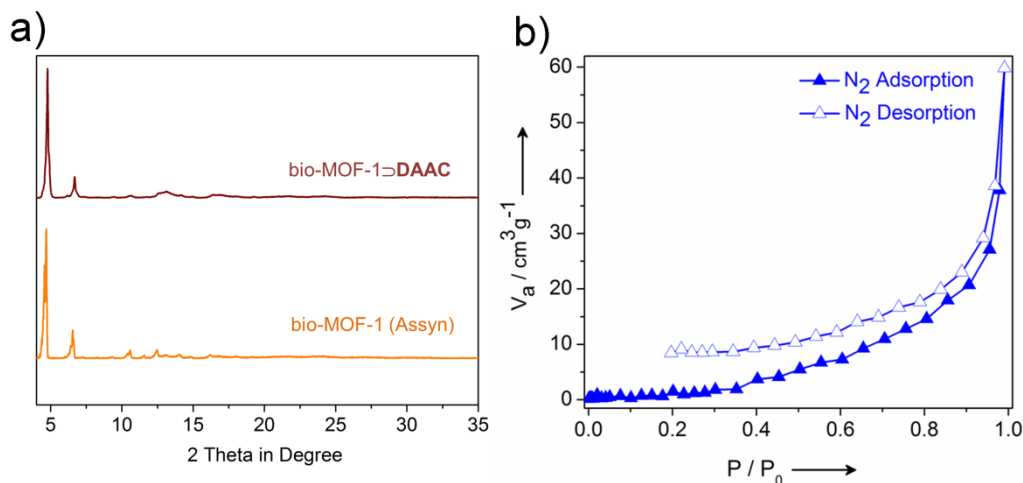 a)
bio-MOF-1⊃DAAC
bio-MOF-1 (Assyn)
5 10 15 20 25 30 35
2 Theta in Degree
b)
N2 Adsorption
N2 Desorption
60
50
40
30
20
10
0
Va / cm3g-1
0.0 0.2 0.4 0.6 0.8 1.0
P / P0